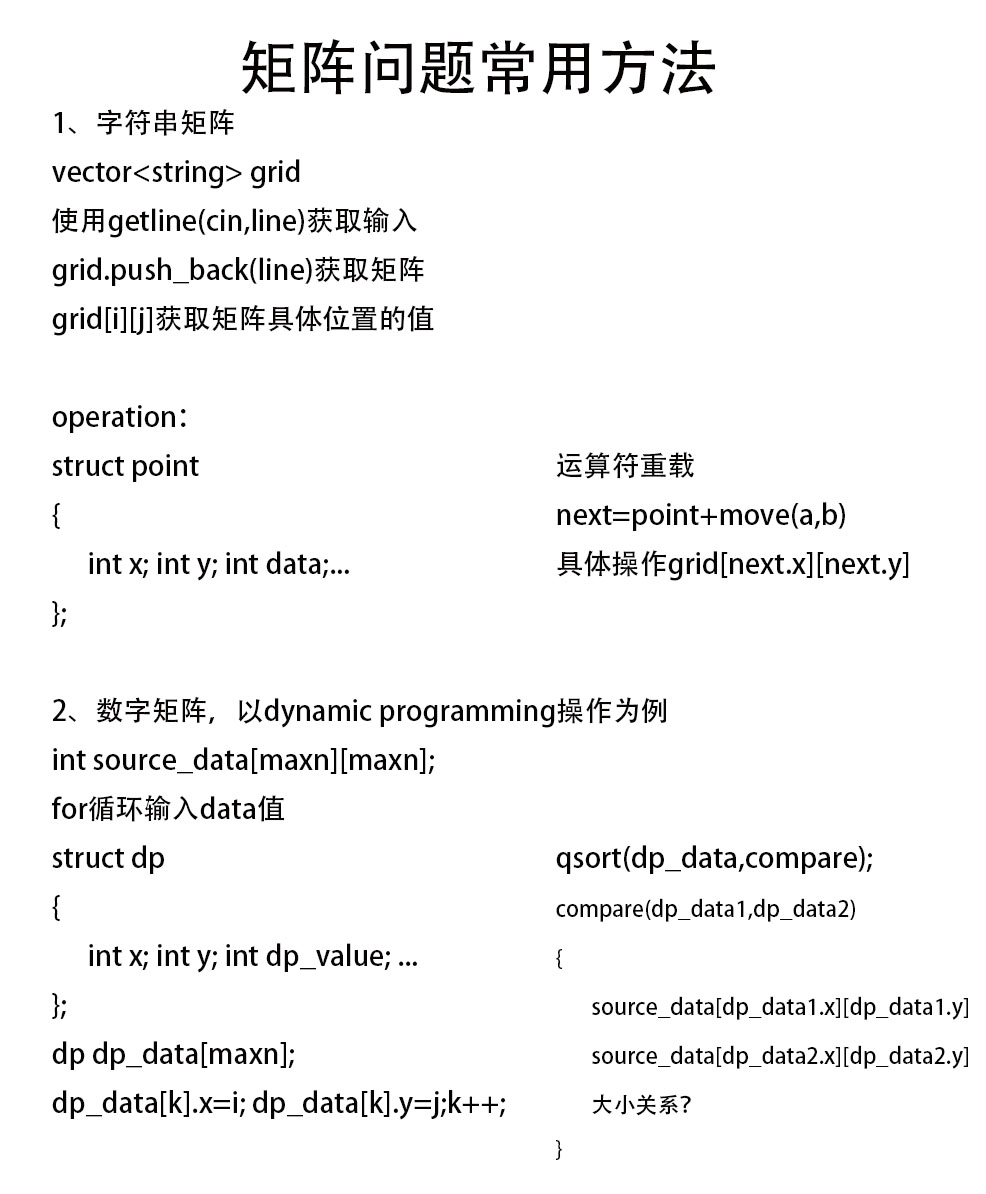 矩阵问题常用方法
1、字符串矩阵
vector<string> grid
使用getline(cin,line)获取输入
grid.push_back(line)获取矩阵
grid[i][j]获取矩阵具体位置的值
operation：
struct point
{
int x; int y; int data;...
};
运算符重载
next=point+move(a,b)
具体操作grid[next.x][next.y]
2、数字矩阵，以dynamic programming操作为例
int source_data[maxn][maxn];
for循环输入data值
struct dp
{
int x; int y; int dp_value; ...
};
dp dp_data[maxn];
dp_data[k].x=i; dp_data[k].y=j;k++;
qsort(dp_data,compare);
compare(dp_data1,dp_data2)
{
source_data[dp_data1.x][dp_data1.y]
source_data[dp_data2.x][dp_data2.y]
大小关系?
}